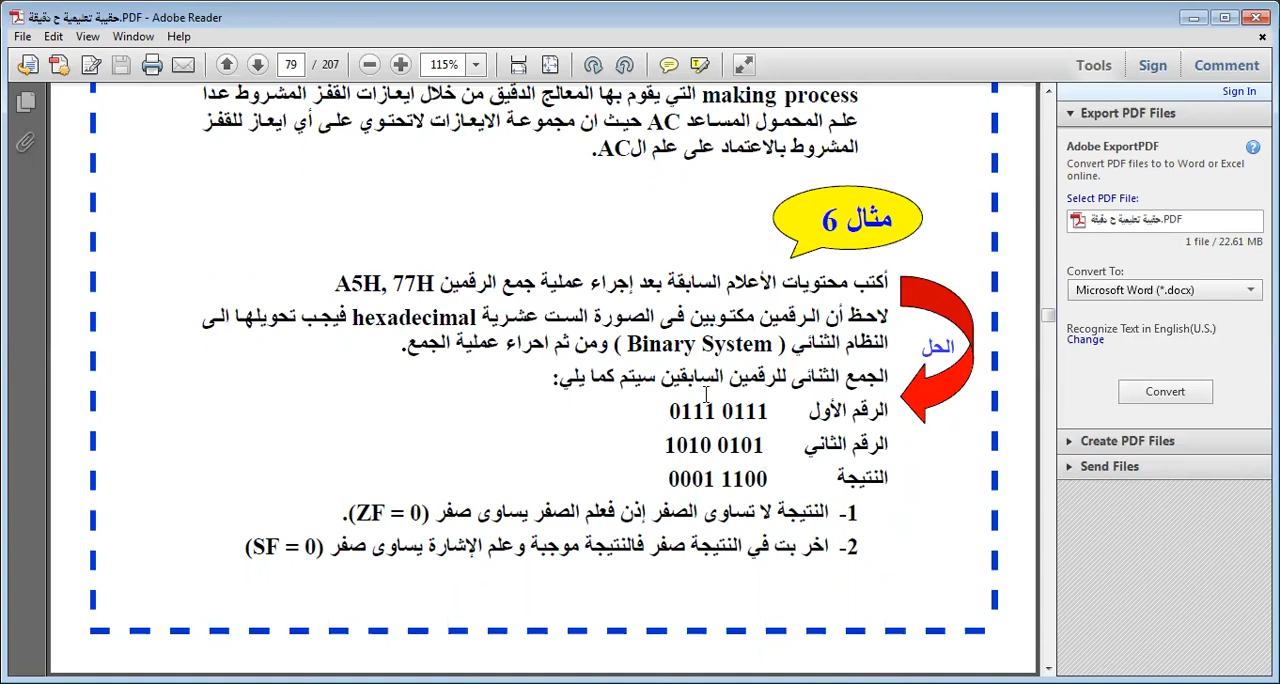 حقيبة تعليمية ح دقيقة.PDF - Adobe Reader
File Edit View Window Help
79 / 207 115% Tools Sign Comment
making process التي يقوم بها المعالج الدقيق من خلال ايعازات القفز المشروط عدا
علم المحمول المساعد AC حيث ان مجموعة الايعازات لاتحتوي على أي ايعاز للقفز
المشروط بالاعتماد على علم الAC.
مثال 6
أكتب محتويات الأعلام السابقة بعد إجراء عملية جمع الرقمين A5H, 77H
لاحظ أن الرقمين مكتوبين فى الصورة الست عشرية hexadecimal فيجب تحويلها الى
النظام الثنائي ( Binary System ) ومن ثم احراء عملية الجمع.
الحل
الجمع الثنائى للرقمين السابقين سيتم كما يلي:
الرقم الأول 0111 0111
الرقم الثاني 1010 0101
النتيجة 0001 1100
1- النتيجة لا تساوى الصفر إذن فعلم الصفر يساوى صفر (ZF = 0).
2- اخر بت في النتيجة صفر فالنتيجة موجبة وعلم الإشارة يساوى صفر (SF = 0)
Sign In
Export PDF Files
Adobe ExportPDF
Convert PDF files to to Word or Excel
online.
Select PDF File:
حقيبة تعليمية ح دقيقة.PDF
1 file / 22.61 MB
Convert To:
Microsoft Word (*.docx)
Recognize Text in English(U.S.)
Change
Convert
Create PDF Files
Send Files